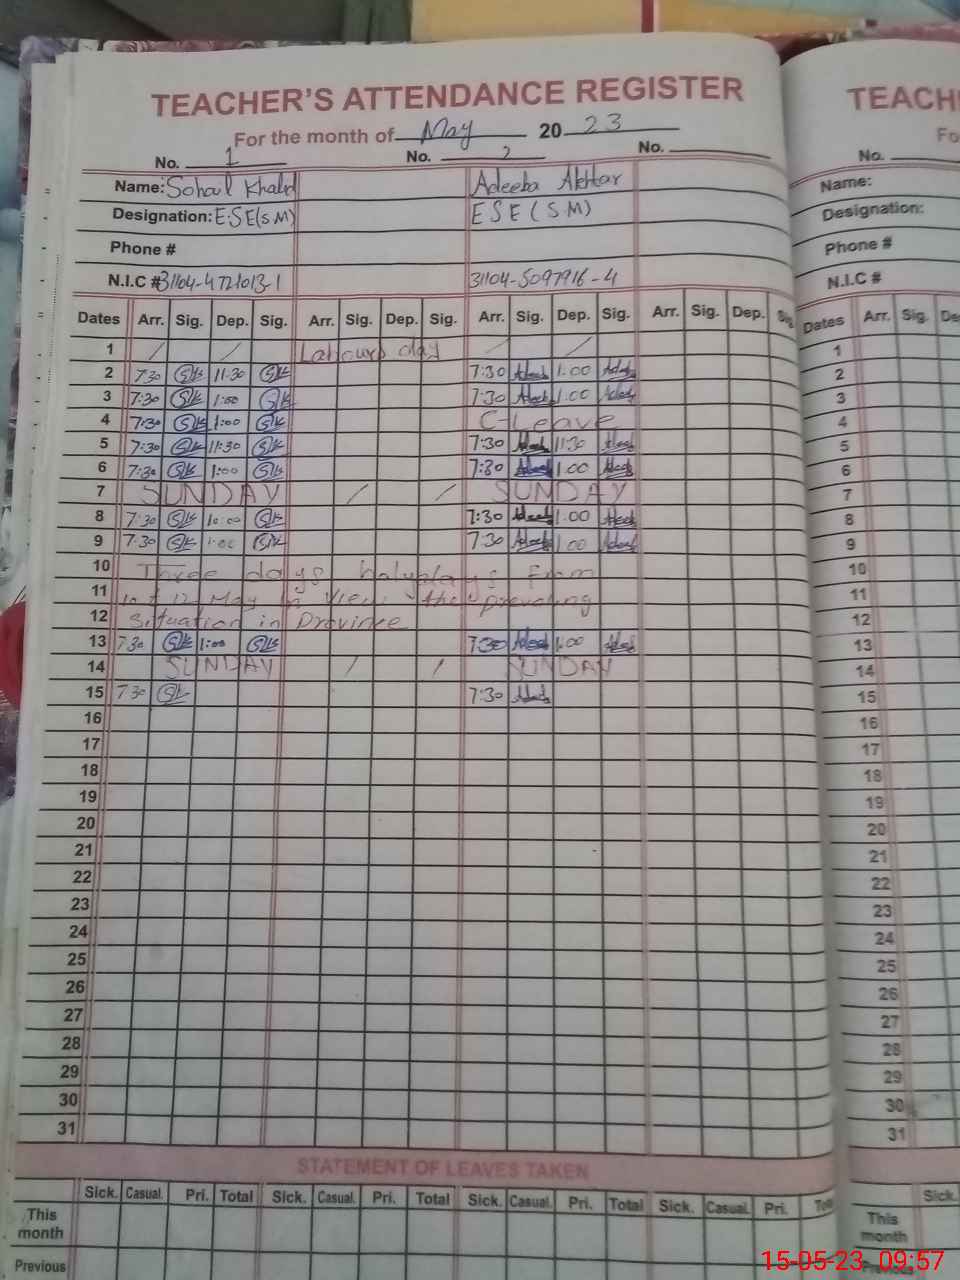 TEACHER'S ATTENDANCE REGISTER
For the month of May 2023
No. 1 No. 2 No.
Name: Sohail Khalid Adeeba Akhtar
Designation: E.S.E(S M) E S E ( S M )
Phone #
N.I.C # 31104-4721013-1 31104-5097916-4
Dates Arr. Sig. Dep. Sig. Arr. Sig. Dep. Sig. Arr. Sig. Dep. Sig. Arr. Sig. Dep. Sig.
1 / / Labours day / /
2 7:30 11:30 7:30 1:00
3 7:30 1:00 7:30 1:00
4 7:30 1:00 C-Leave
5 7:30 11:30 7:30 11:30
6 7:30 1:00 7:30 1:00
7 SUNDAY / / SUNDAY
8 7:30 7:30 1:00
9 7:30 1:00 7:30 1:00
10 Three days from
11 12 May in view the
12 Situation in Province
13 7:30 1:00 7:30 1:00
14 SUNDAY / / SUNDAY
15 7:30 7:30
16
17
18
19
20
21
22
23
24
25
26
27
28
29
30
31
STATEMENT OF LEAVES TAKEN
Sick. Casual. Pri. Total Sick. Casual. Pri. Total Sick. Casual. Pri. Total Sick. Casual. Pri.
This month
Previous
TEACH
Fo
No.
Name:
Designation:
Phone #
N.I.C #
Dates Arr. Sig. De
1
2
3
4
5
6
7
8
9
10
11
12
13
14
15
16
17
18
19
20
21
22
23
24
25
26
27
28
29
30
31
Sick.
This month
15-05-23 09:57